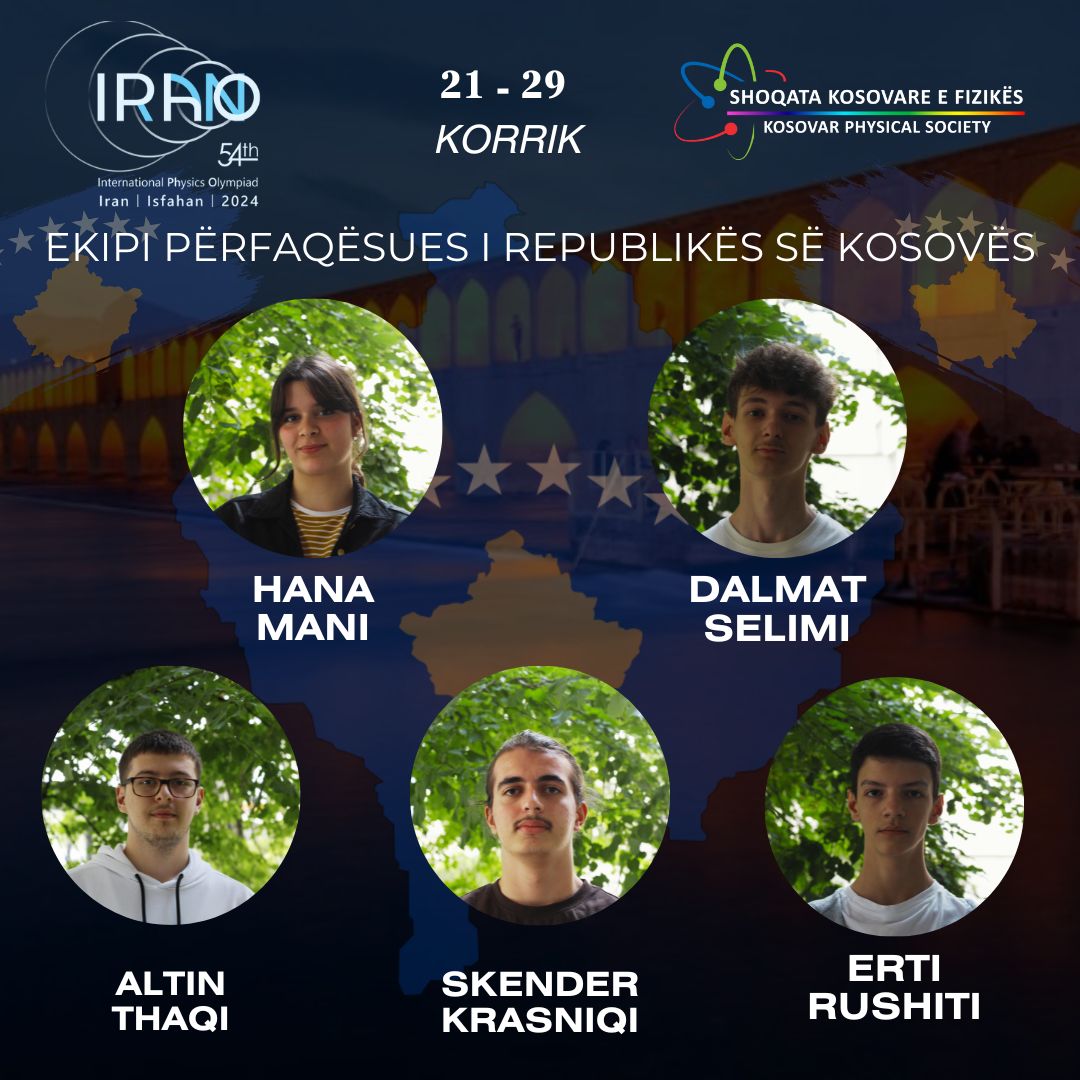 IRAN
54th
International Physics Olympiad
Iran | Isfahan | 2024
21 - 29
KORRIK
SHOQATA KOSOVARE E FIZIKËS
KOSOVAR PHYSICAL SOCIETY
EKIPI PËRFAQËSUES I REPUBLIKËS SË KOSOVËS
HANA
MANI
DALMAT
SELIMI
ALTIN
THAQI
SKENDER
KRASNIQI
ERTI
RUSHITI